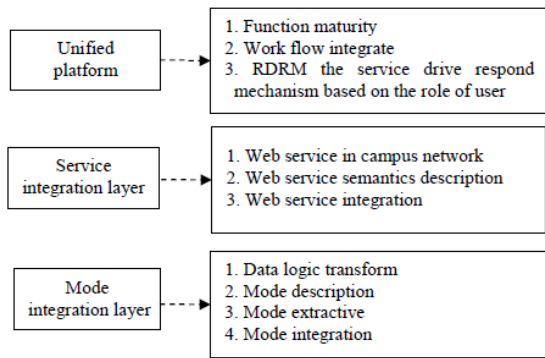 Unified
platform
1. Function maturity
2. Work flow integrate
3. RDRM the service drive respond
mechanism based on the role of user
Service
integration layer
1. Web service in campus network
2. Web service semantics description
3. Web service integration
Mode
integration layer
1. Data logic transform
2. Mode description
3. Mode extractive
4. Mode integration